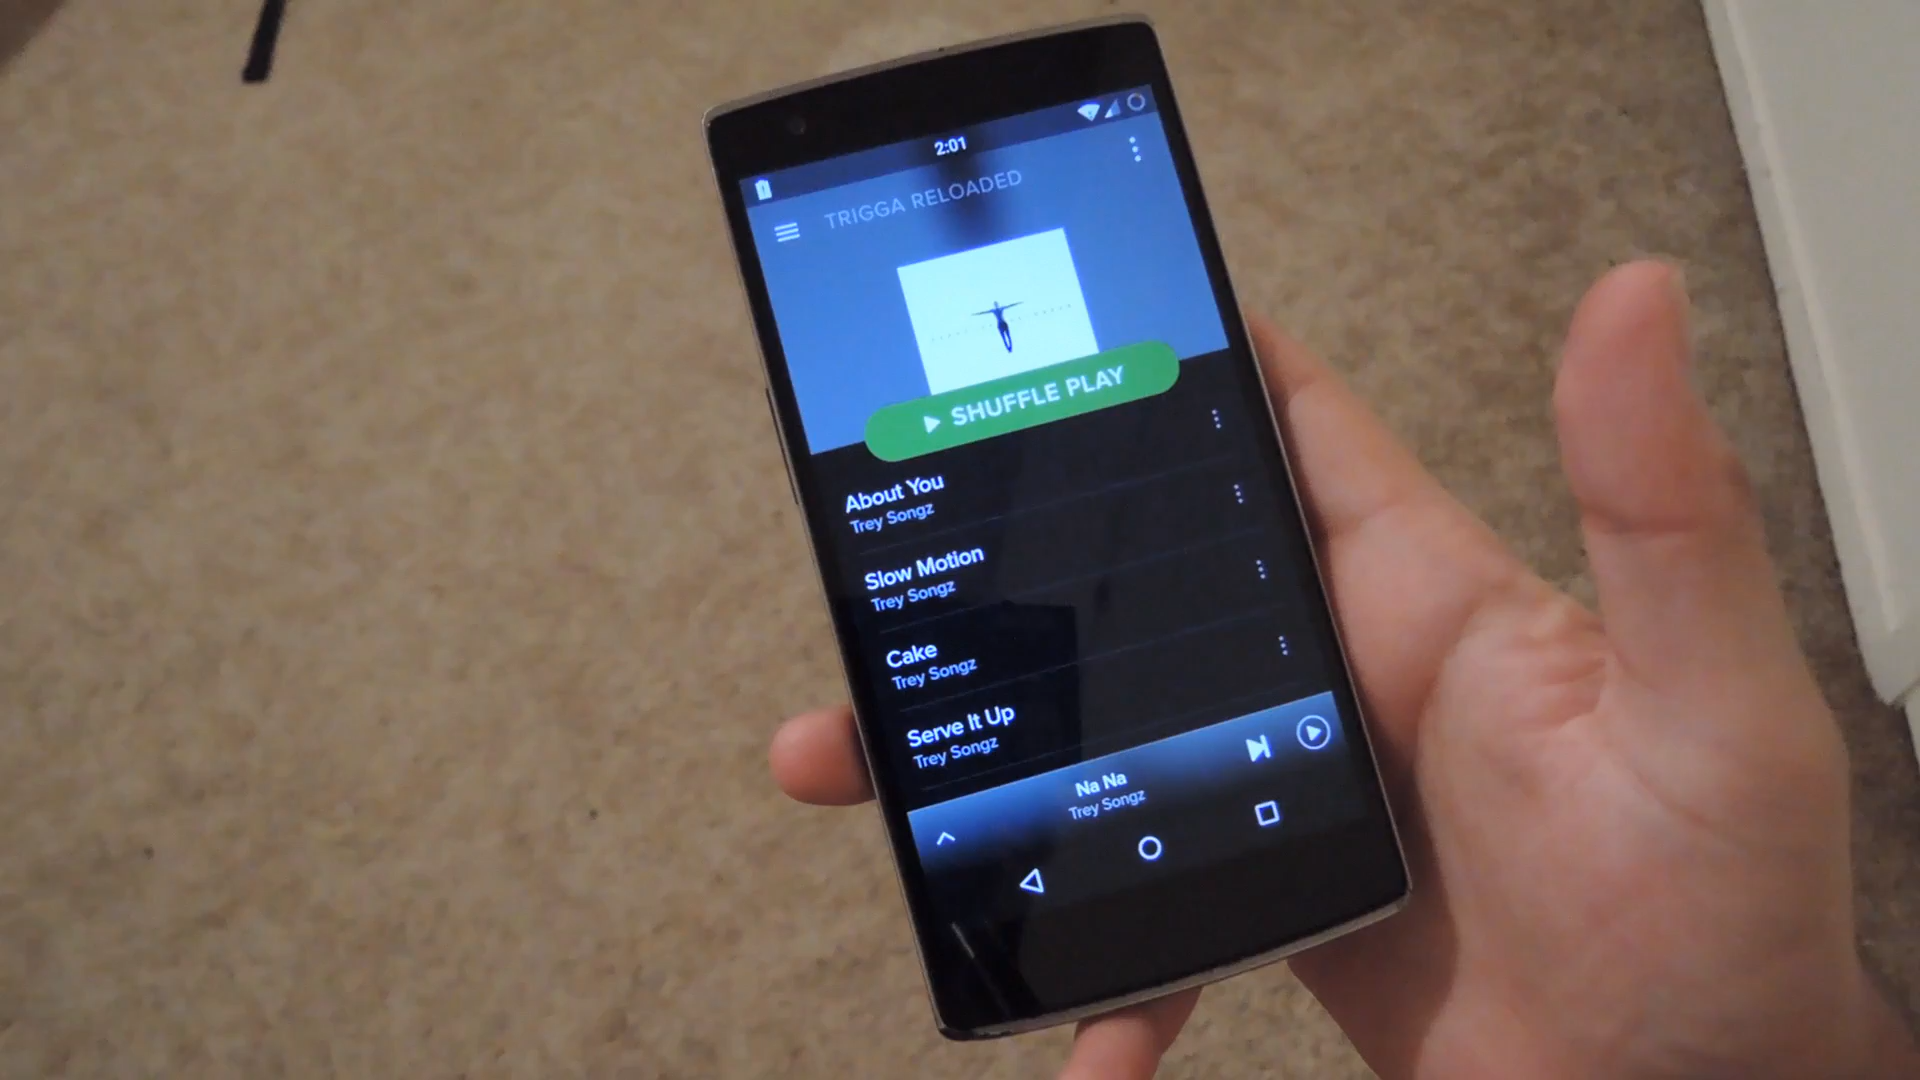 2:01
TRIGGA RELOADED
SHUFFLE PLAY
About You
Trey Songz
Slow Motion
Trey Songz
Cake
Trey Songz
Serve It Up
Trey Songz
Na Na
Trey Songz